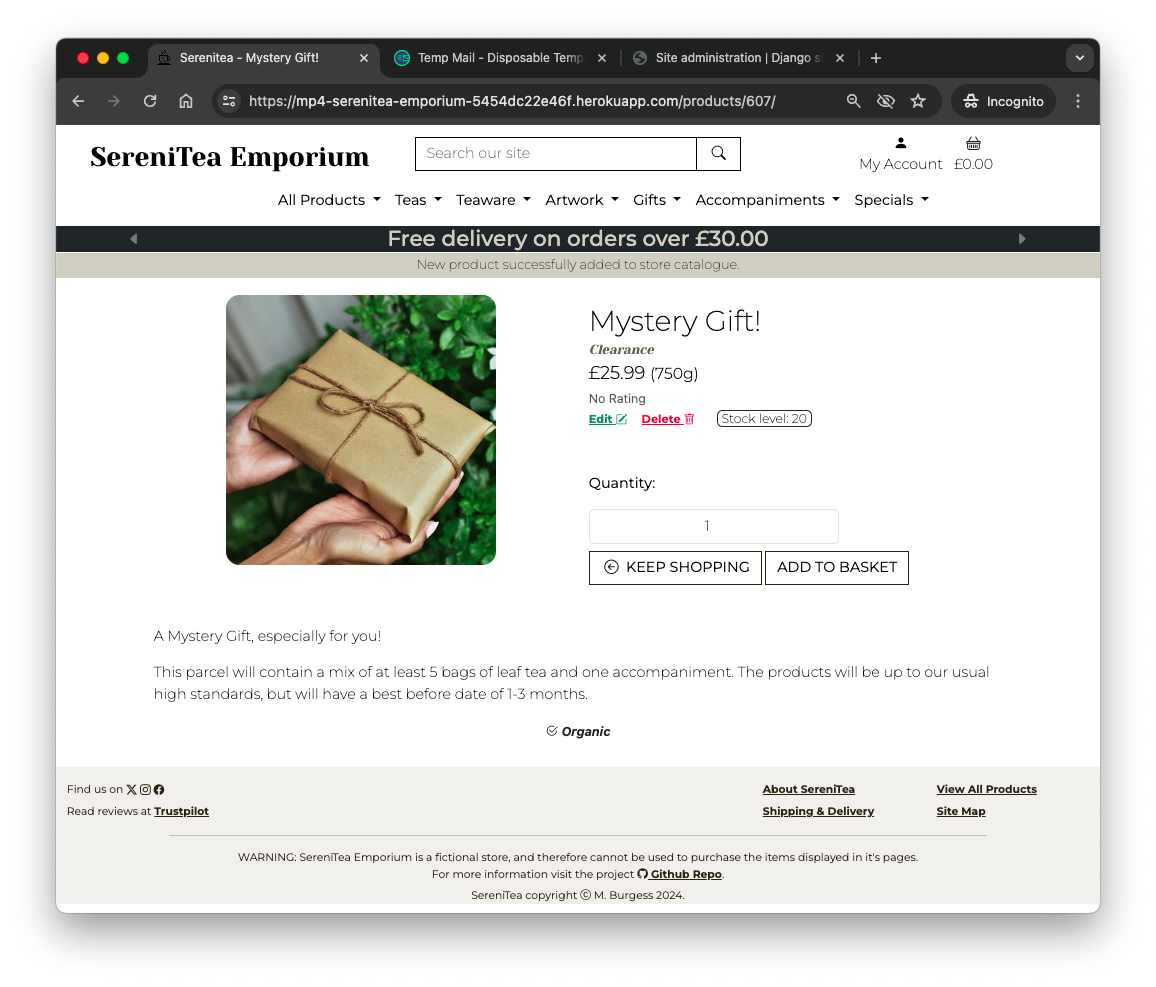 Serenitea - Mystery Gift!
Temp Mail - Disposable Temp
Site administration | Django si
https://mp4-serenitea-emporium-5454dc22e46f.herokuapp.com/products/607/
Incognito
SereniTea Emporium
Search our site
My Account
£0.00
All Products
Teas
Teaware
Artwork
Gifts
Accompaniments
Specials
Free delivery on orders over £30.00
New product successfully added to store catalogue.
Mystery Gift!
Clearance
£25.99 (750g)
No Rating
Edit
Delete
Stock level: 20
Quantity:
1
KEEP SHOPPING
ADD TO BASKET
A Mystery Gift, especially for you!
This parcel will contain a mix of at least 5 bags of leaf tea and one accompaniment. The products will be up to our usual
high standards, but will have a best before date of 1-3 months.
Organic
Find us on
Read reviews at Trustpilot
About SereniTea
Shipping & Delivery
View All Products
Site Map
WARNING: SereniTea Emporium is a fictional store, and therefore cannot be used to purchase the items displayed in it's pages.
For more information visit the project Github Repo.
SereniTea copyright © M. Burgess 2024.